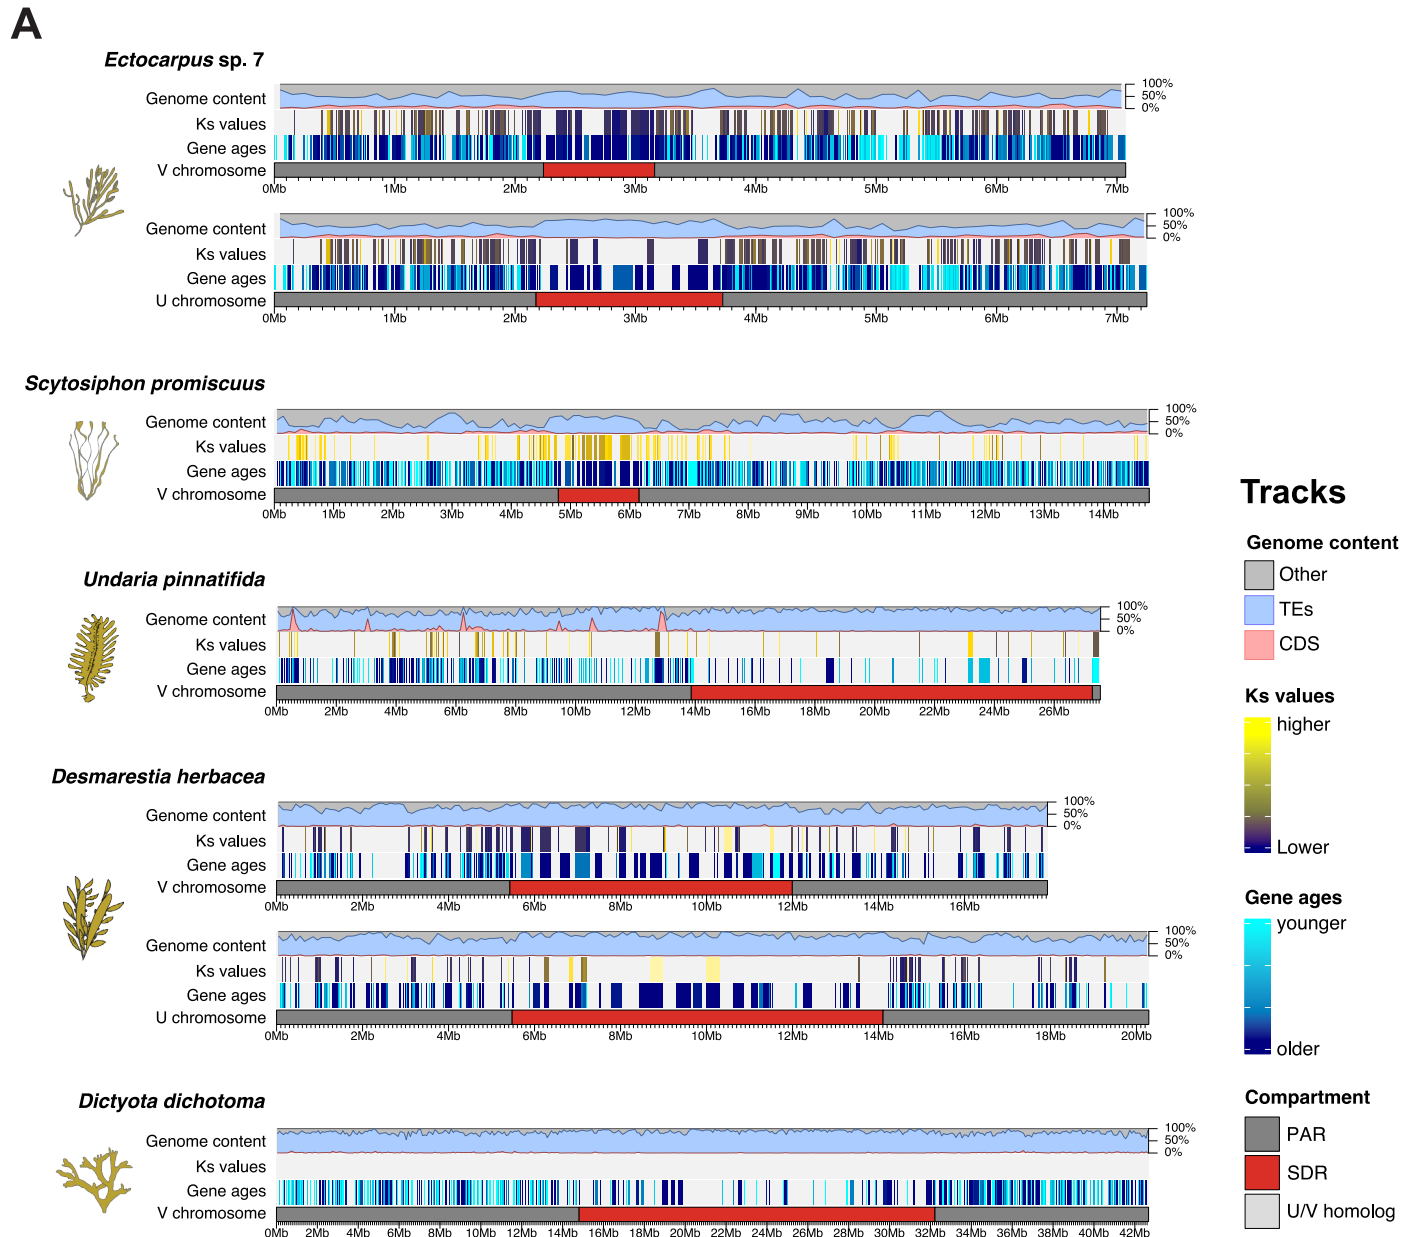 A
Ectocarpus sp. 7
Genome content
100%
50%
0%
Ks values
Gene ages
V chromosome
0Mb 1Mb 2Mb 3Mb 4Mb 5Mb 6Mb 7Mb
Genome content
100%
50%
0%
Ks values
Gene ages
U chromosome
0Mb 1Mb 2Mb 3Mb 4Mb 5Mb 6Mb 7Mb
Scytosiphon promiscuus
Genome content
100%
50%
0%
Ks values
Gene ages
V chromosome
0Mb 1Mb 2Mb 3Mb 4Mb 5Mb 6Mb 7Mb 8Mb 9Mb 10Mb 11Mb 12Mb 13Mb 14Mb
Undaria pinnatifida
Genome content
100%
50%
0%
Ks values
Gene ages
V chromosome
0Mb 2Mb 4Mb 6Mb 8Mb 10Mb 12Mb 14Mb 16Mb 18Mb 20Mb 22Mb 24Mb 26Mb
Desmarestia herbacea
Genome content
100%
50%
0%
Ks values
Gene ages
V chromosome
0Mb 2Mb 4Mb 6Mb 8Mb 10Mb 12Mb 14Mb 16Mb
Genome content
100%
50%
0%
Ks values
Gene ages
U chromosome
0Mb 2Mb 4Mb 6Mb 8Mb 10Mb 12Mb 14Mb 16Mb 18Mb 20Mb
Dictyota dichotoma
Genome content
100%
50%
0%
Ks values
Gene ages
V chromosome
0Mb 2Mb 4Mb 6Mb 8Mb 10Mb 12Mb 14Mb 16Mb 18Mb 20Mb 22Mb 24Mb 26Mb 28Mb 30Mb 32Mb 34Mb 36Mb 38Mb 40Mb 42Mb
Tracks
Genome content
Other
TEs
CDS
Ks values
higher
Lower
Gene ages
younger
older
Compartment
PAR
SDR
U/V homolog